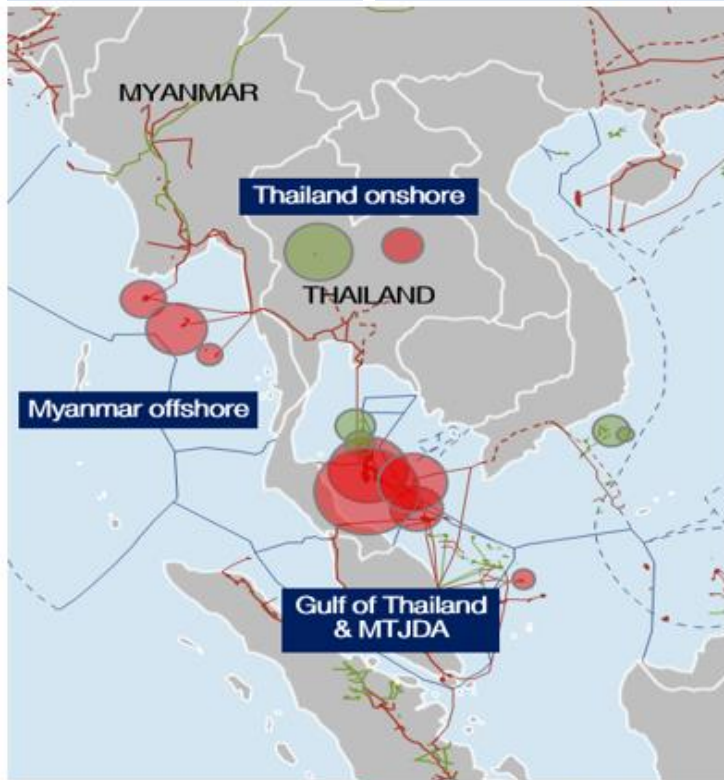 MYANMAR
Thailand onshore
THAILAND
Myanmar offshore
Gulf of Thailand
& MTJDA